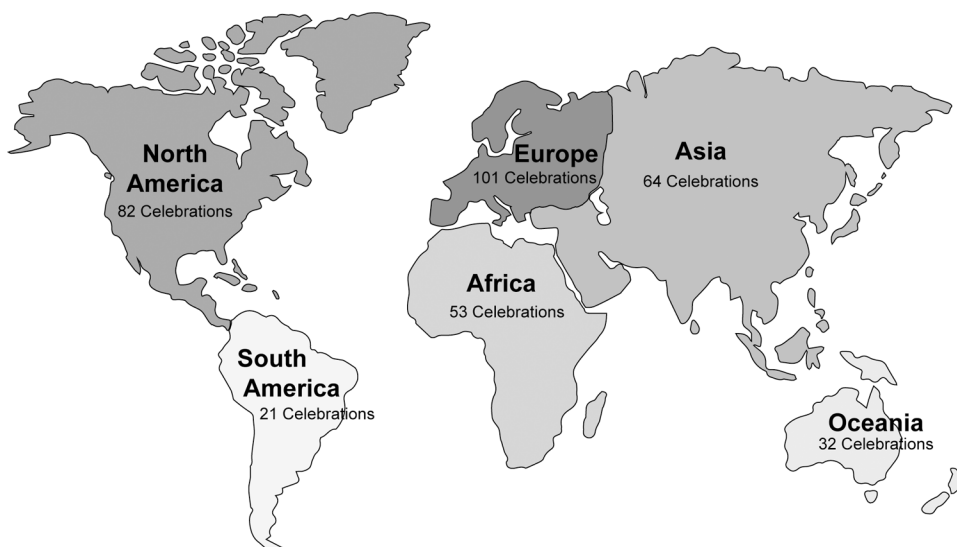 North
America
82 Celebrations
Europe
101 Celebrations
Asia
64 Celebrations
Africa
53 Celebrations
South
America
21 Celebrations
Oceania
32 Celebrations